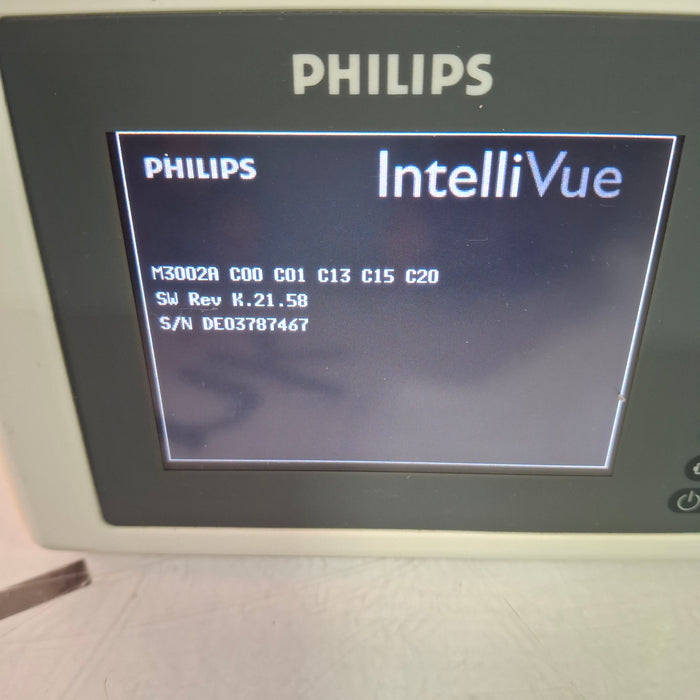 PHILIPS
PHILIPS IntelliVue
M3002A C00 C01 C13 C15 C20
SW Rev K.21.58
S/N DE03787467